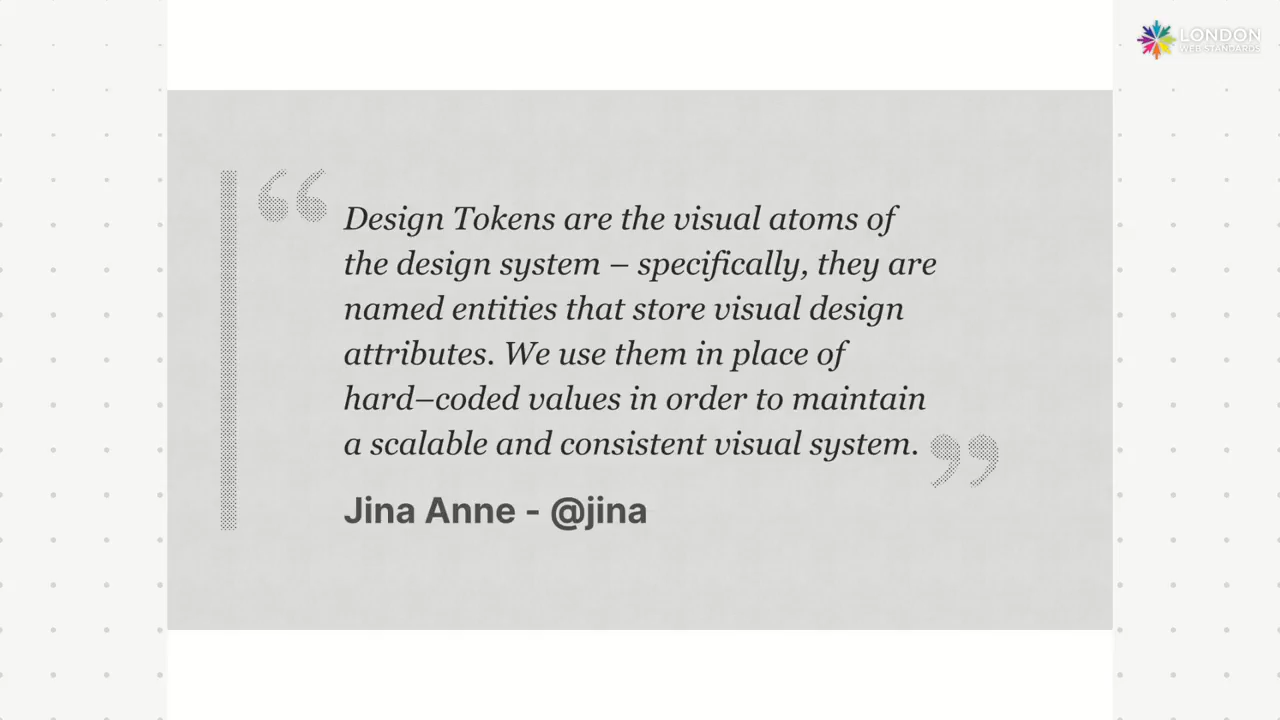 LONDON
WEB STANDARDS
“Design Tokens are the visual atoms of
the design system – specifically, they are
named entities that store visual design
attributes. We use them in place of
hard–coded values in order to maintain
a scalable and consistent visual system.”
Jina Anne - @jina